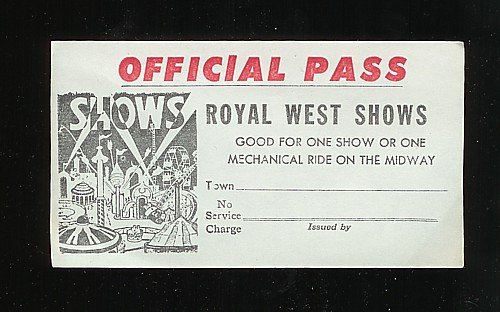 OFFICIAL PASS
SHOWS
ROYAL WEST SHOWS
GOOD FOR ONE SHOW OR ONE
MECHANICAL RIDE ON THE MIDWAY
Town
No
Service
Charge
Issued by